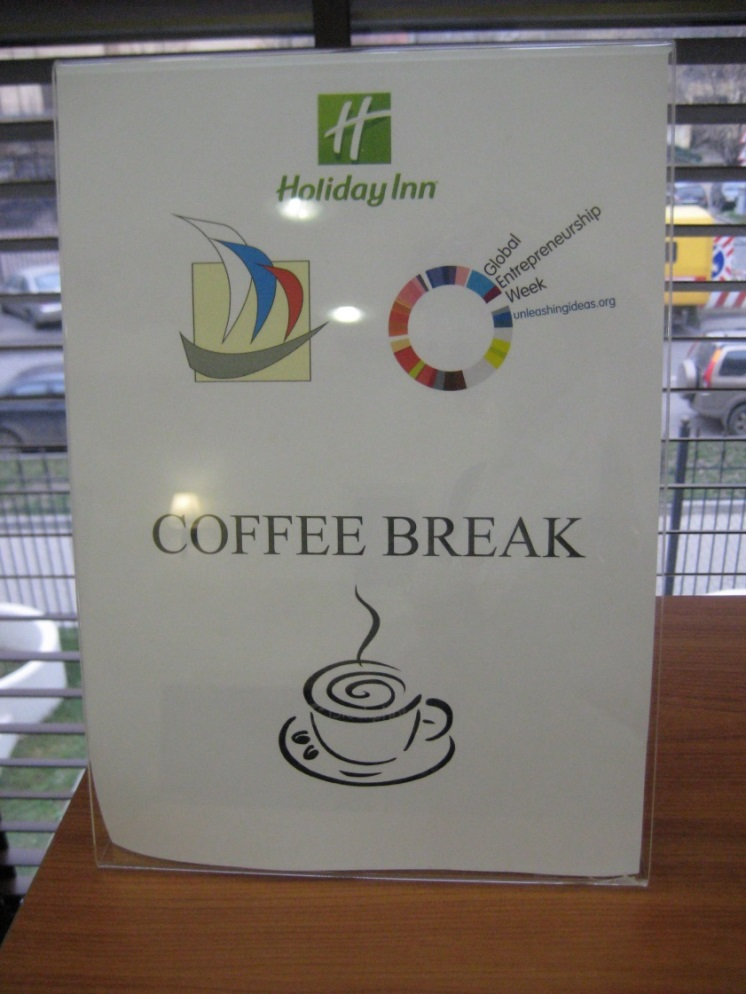 H
Holiday Inn
Global
Entrepreneurship
Week
unleashingideas.org
COFFEE BREAK